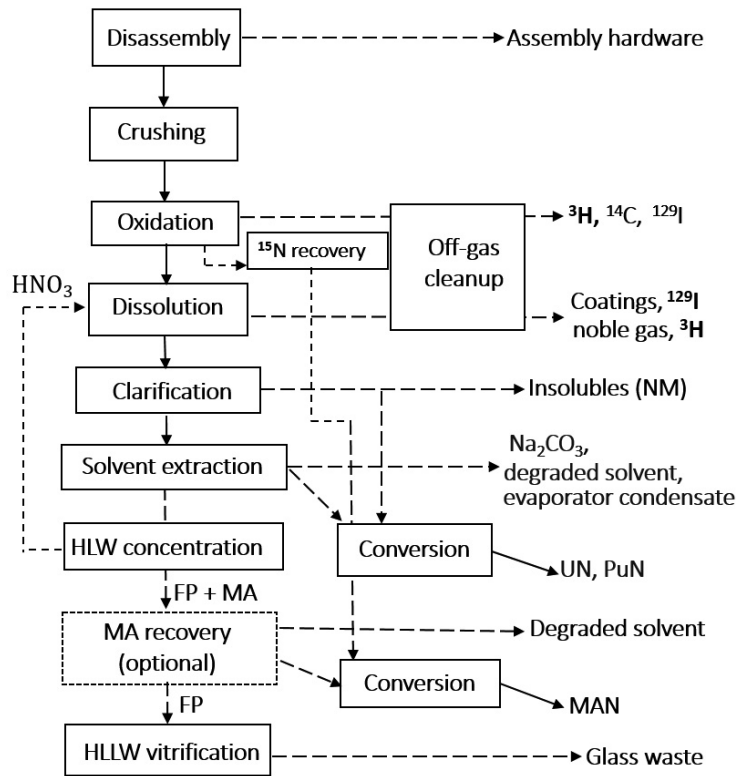 Disassembly
Assembly hardware
Crushing
Oxidation
³H, ¹⁴C, ¹²⁹I
¹⁵N recovery
Off-gas
cleanup
HNO₃
Dissolution
Coatings, ¹²⁹I
noble gas, ³H
Clarification
Insolubles (NM)
Solvent extraction
Na₂CO₃,
degraded solvent,
evaporator condensate
HLW concentration
Conversion
UN, PuN
FP + MA
MA recovery
(optional)
Degraded solvent
Conversion
MAN
FP
HLLW vitrification
Glass waste